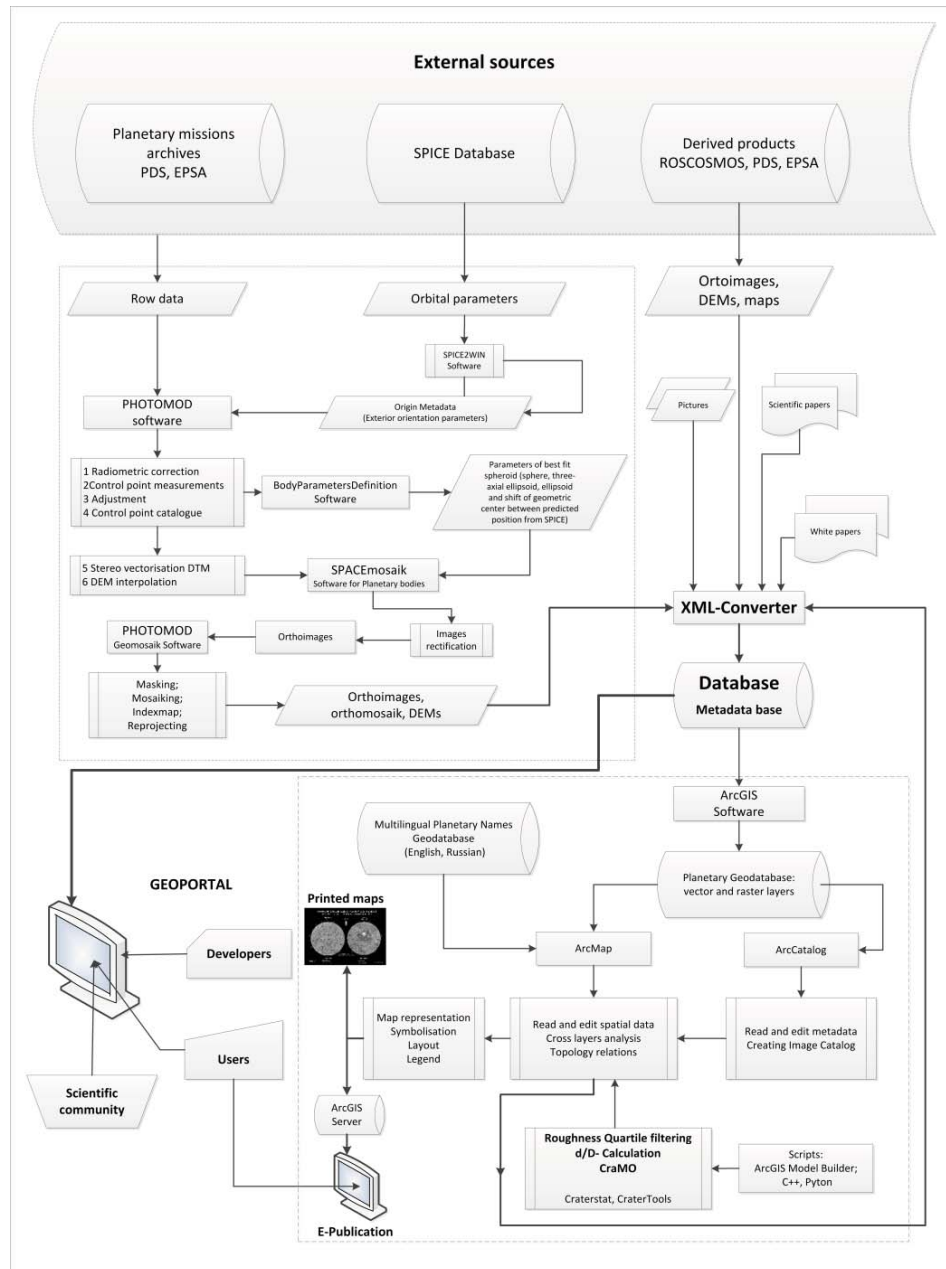 External sources
Planetary missions
archives
PDS, EPSA
SPICE Database
Derived products
ROSCOSMOS, PDS, EPSA
Row data
Orbital parameters
Ortoimages,
DEMs, maps
SPICE2WIN
Software
PHOTOMOD
software
Origin Metadata
(Exterior orientation parameters)
Pictures
Scientific papers
1 Radiometric correction
2Control point measurements
3 Adjustment
4 Control point catalogue
BodyParametersDefinition
Software
Parameters of best fit
spheroid (sphere, three-
axial ellipsoid, ellipsoid
and shift of geometric
center between predicted
position from SPICE)
White papers
5 Stereo vectorisation DTM
6 DEM interpolation
SPACEmosaik
Software for Planetary bodies
XML-Converter
PHOTOMOD
Geomosaik Software
Orthoimages
Images
rectification
Masking;
Mosaiking;
Indexmap;
Reprojecting
Orthoimages,
orthomosaik, DEMs
Database
Metadata base
ArcGIS
Software
Multilingual Planetary Names
Geodatabase
(English, Russian)
Planetary Geodatabase:
vector and raster layers
GEOPORTAL
Printed maps
Developers
ArcMap
ArcCatalog
Users
Map representation
Symbolisation
Layout
Legend
Read and edit spatial data
Cross layers analysis
Topology relations
Read and edit metadata
Creating Image Catalog
Scientific
community
ArcGIS
Server
Roughness Quartile filtering
d/D- Calculation
CraMO
Craterstat, CraterTools
Scripts:
ArcGIS Model Builder;
C++, Pyton
E-Publication